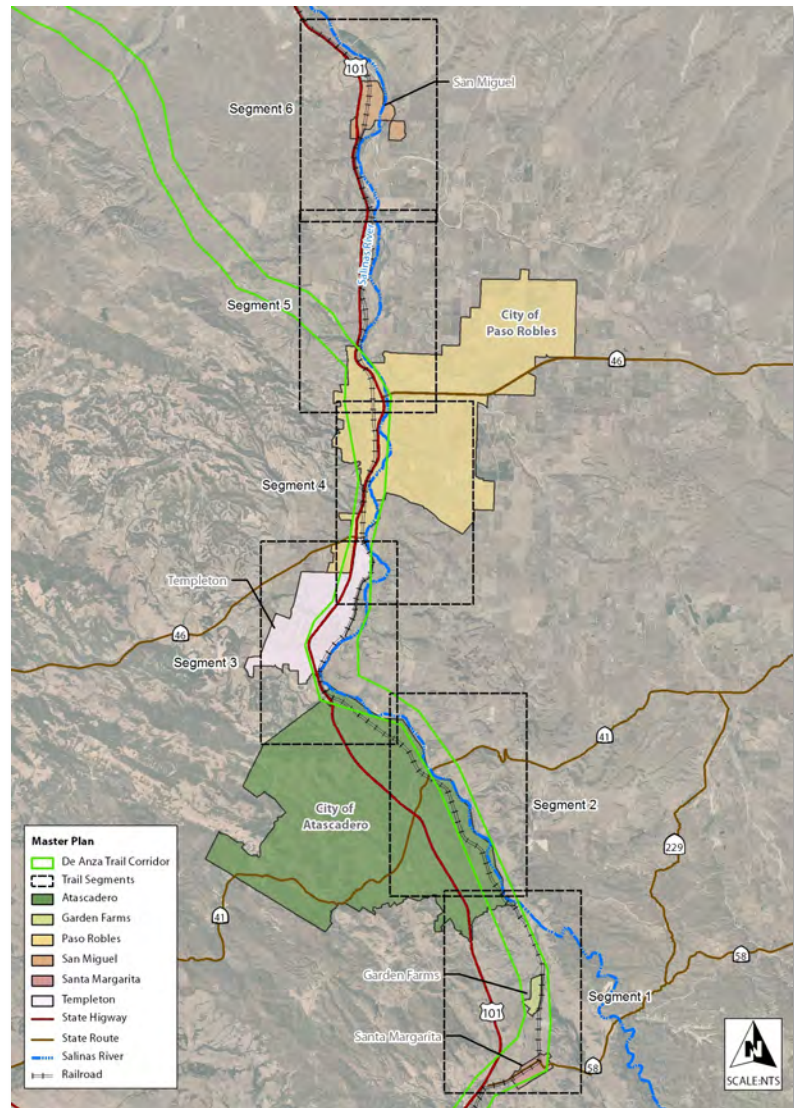 101
San Miguel
Segment 6
Salinas River
Segment 5
City of
Paso Robles
46
Segment 4
Templeton
46
Segment 3
41
Segment 2
City of
Atascadero
229
41
58
Garden Farms
Segment 1
101
Santa Margarita
58
Master Plan
De Anza Trail Corridor
Trail Segments
Atascadero
Garden Farms
Paso Robles
San Miguel
Santa Margarita
Templeton
State Higway
State Route
Salinas River
Railroad
N
SCALE:NTS